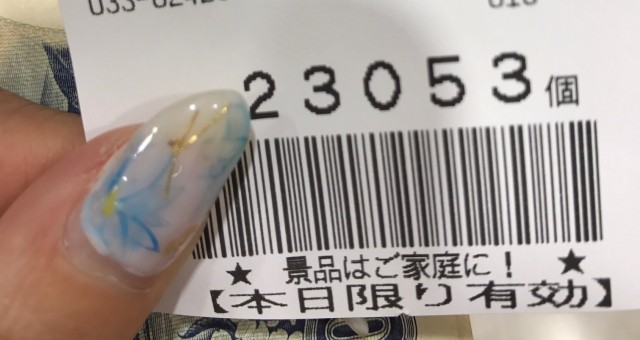 23053個
★ 景品はご家庭に！ ★
【本日限り有効】